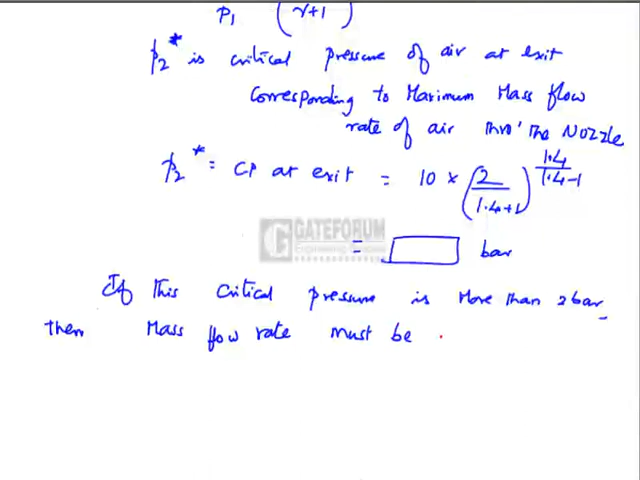 P1 (γ+1)
p2* is critical pressure of air at exit
corresponding to Maximum Mass flow
rate of air thro' the Nozzle
p2* = CP at exit = 10 × (2/1.4+1)^1.4/1.4-1
GATEFORUM
= bar
If this critical pressure is More than 2 bar
then Mass flow rate must be